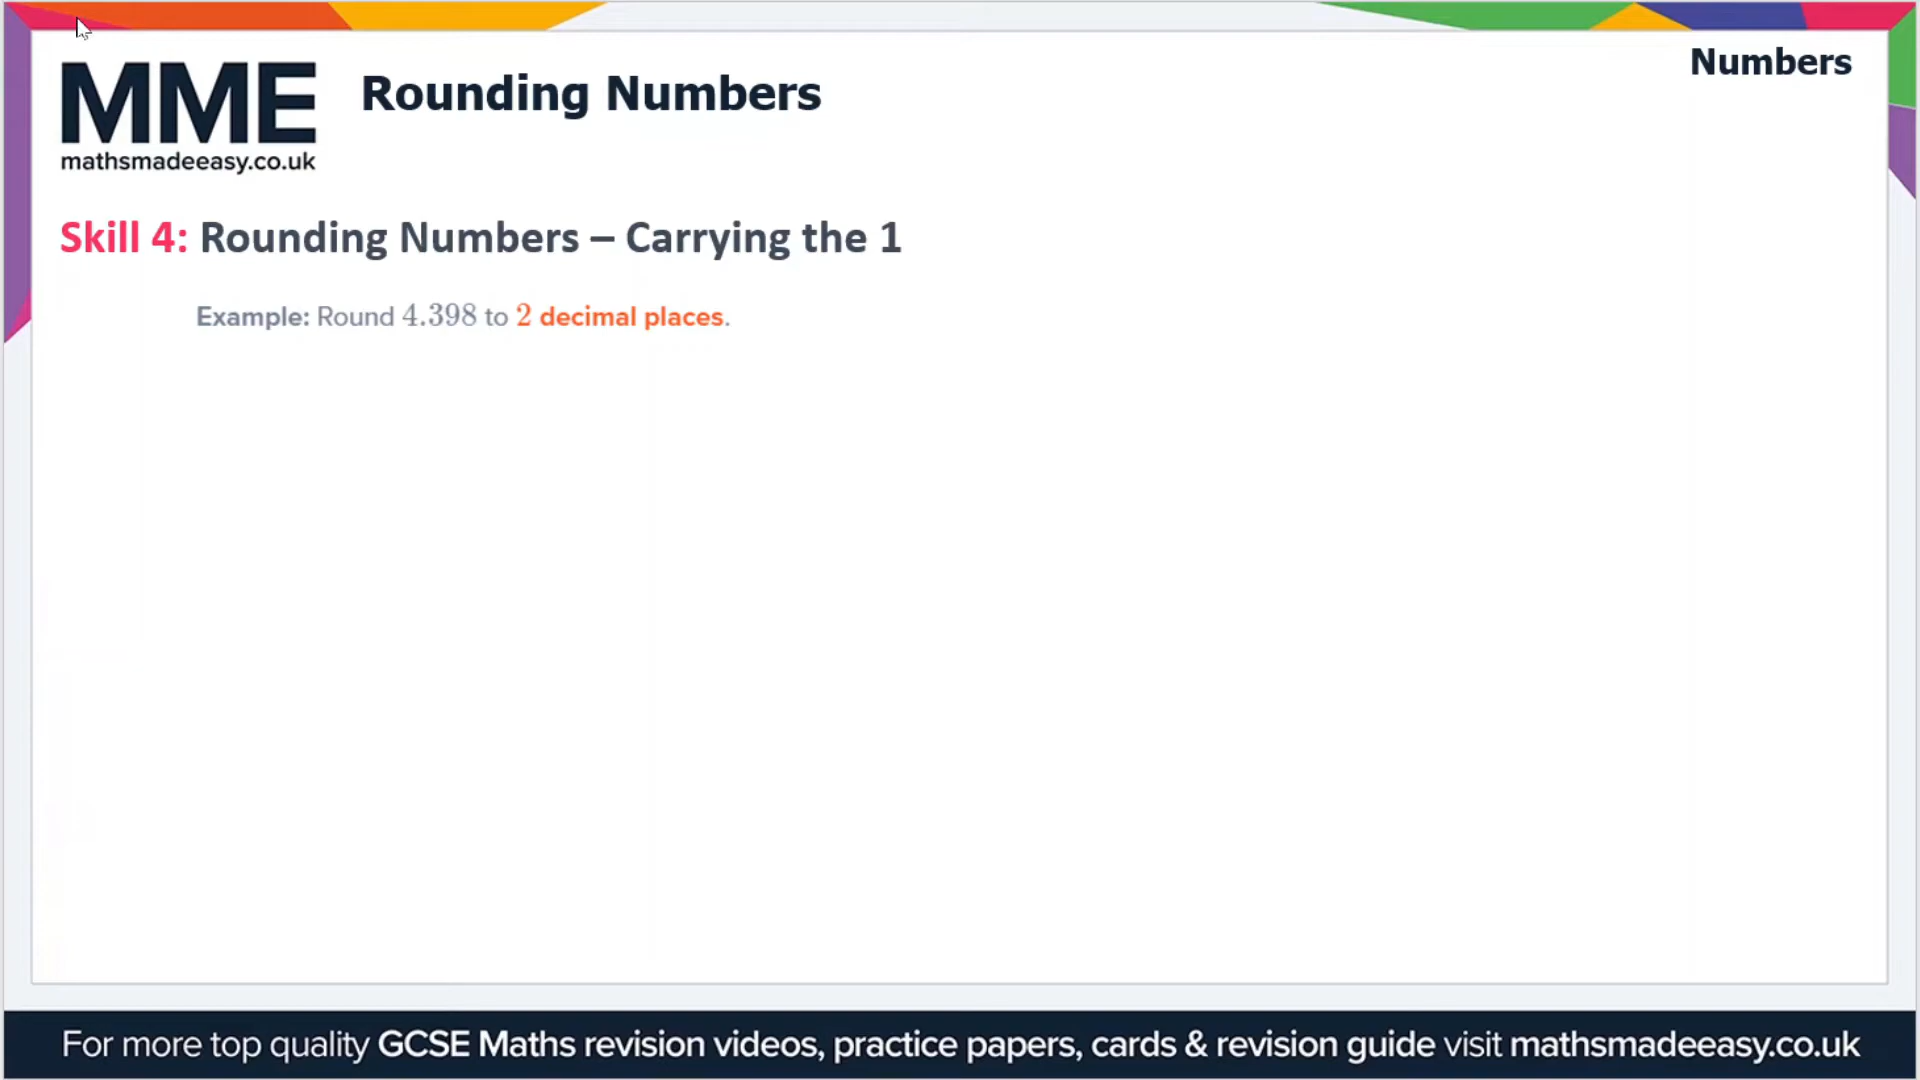 MME
mathsmadeeasy.co.uk
Rounding Numbers
Numbers
Skill 4: Rounding Numbers – Carrying the 1
Example: Round 4.398 to 2 decimal places.
For more top quality GCSE Maths revision videos, practice papers, cards & revision guide visit mathsmadeeasy.co.uk